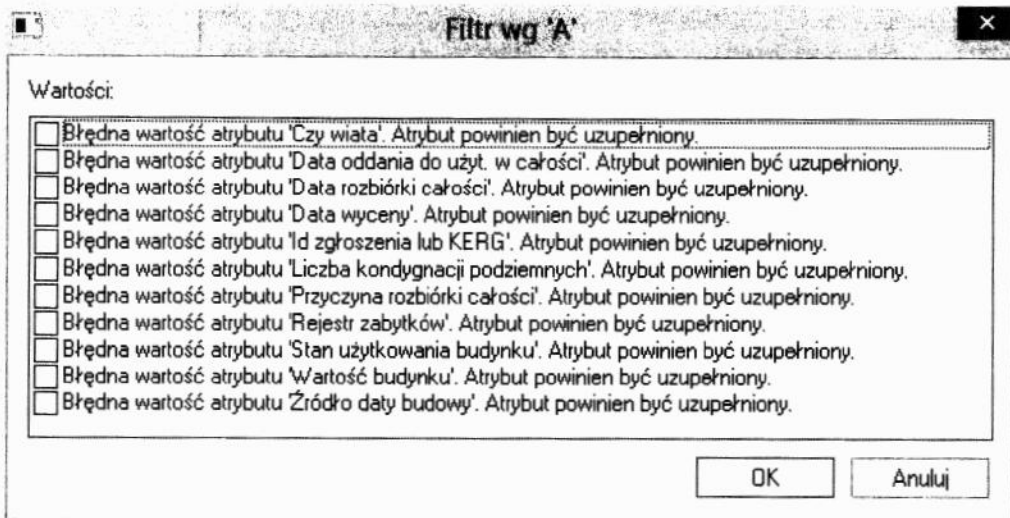 Filtr wg 'A'
Wartości:
Błędna wartość atrybutu 'Czy wiata'. Atrybut powinien być uzupełniony.
Błędna wartość atrybutu 'Data oddania do użyt. w całości'. Atrybut powinien być uzupełniony.
Błędna wartość atrybutu 'Data rozbiórki całości'. Atrybut powinien być uzupełniony.
Błędna wartość atrybutu 'Data wyceny'. Atrybut powinien być uzupełniony.
Błędna wartość atrybutu 'Id zgłoszenia lub KERG'. Atrybut powinien być uzupełniony.
Błędna wartość atrybutu 'Liczba kondygnacji podziemnych'. Atrybut powinien być uzupełniony.
Błędna wartość atrybutu 'Przyczyna rozbiórki całości'. Atrybut powinien być uzupełniony.
Błędna wartość atrybutu 'Rejestr zabytków'. Atrybut powinien być uzupełniony.
Błędna wartość atrybutu 'Stan użytkowania budynku'. Atrybut powinien być uzupełniony.
Błędna wartość atrybutu 'Wartość budynku'. Atrybut powinien być uzupełniony.
Błędna wartość atrybutu 'Źródło daty budowy'. Atrybut powinien być uzupełniony.
OK Anuluj